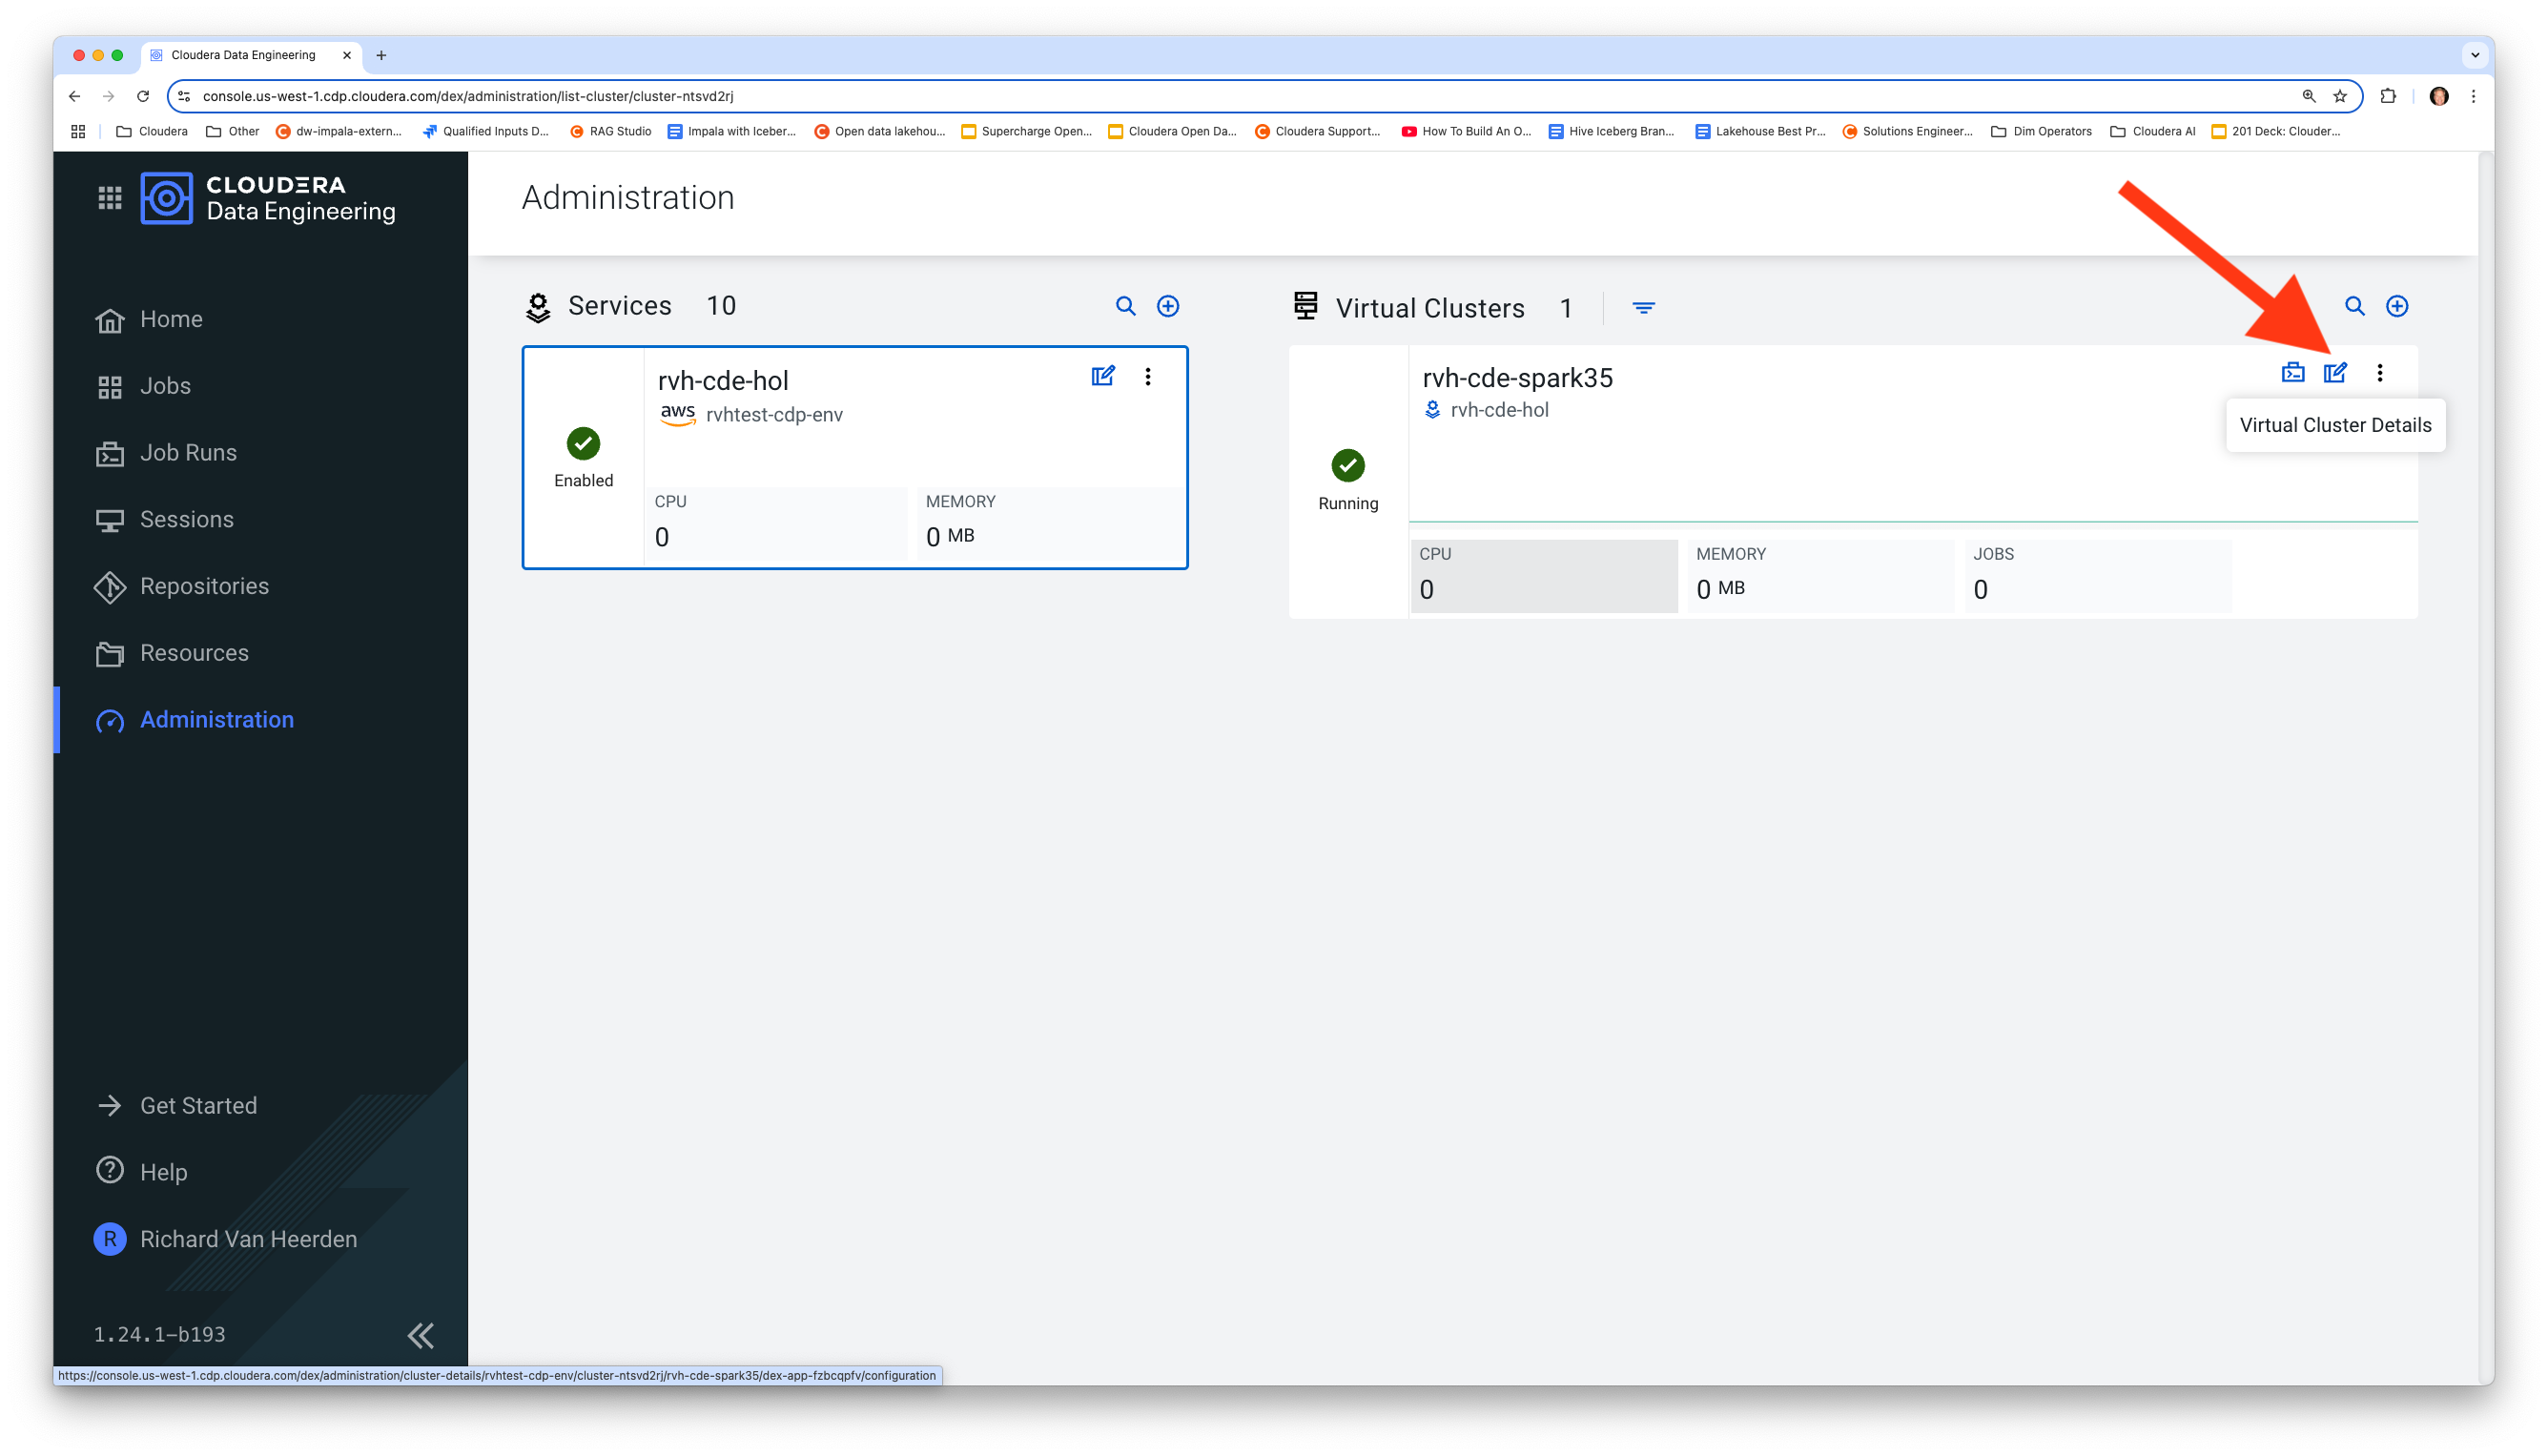 Cloudera Data Engineering
console.us-west-1.cdp.cloudera.com/dex/administration/list-cluster/cluster-ntsvd2rj
Cloudera Other dw-impala-extern... Qualified Inputs D... RAG Studio Impala with Iceber... Open data lakehou... Supercharge Open... Cloudera Open Da... Cloudera Support... How To Build An O... Hive Iceberg Bran... Lakehouse Best Pr... Solutions Engineer... Dim Operators Cloudera AI 201 Deck: Clouder...
CLOUDERA
Data Engineering
Home
Jobs
Job Runs
Sessions
Repositories
Resources
Administration
Get Started
Help
R Richard Van Heerden
1.24.1-b193
Administration
Services 10
rvh-cde-hol
aws rvhtest-cdp-env
Enabled
CPU
0
MEMORY
0 MB
Virtual Clusters 1
rvh-cde-spark35
rvh-cde-hol
Virtual Cluster Details
Running
CPU
0
MEMORY
0 MB
JOBS
0
https://console.us-west-1.cdp.cloudera.com/dex/administration/cluster-details/rvhtest-cdp-env/cluster-ntsvd2rj/rvh-cde-spark35/dex-app-fzbcqpfv/configuration